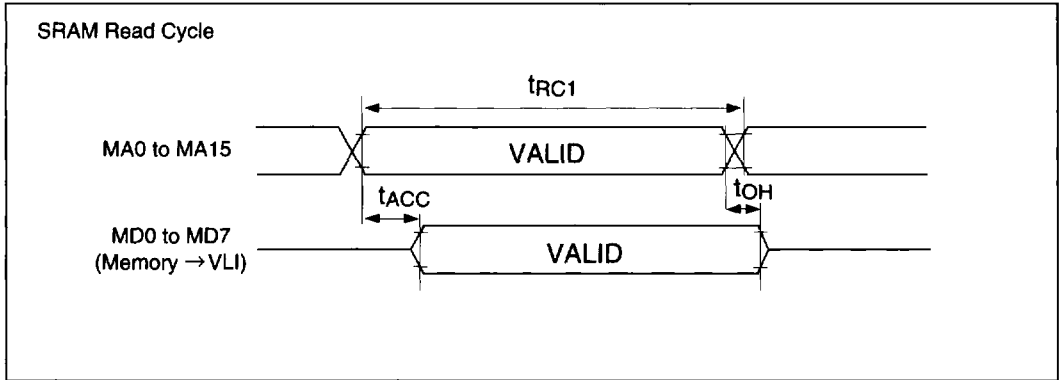 SRAM Read Cycle
tRC1
MA0 to MA15
VALID
tACC
tOH
MD0 to MD7
(Memory →VLI)
VALID